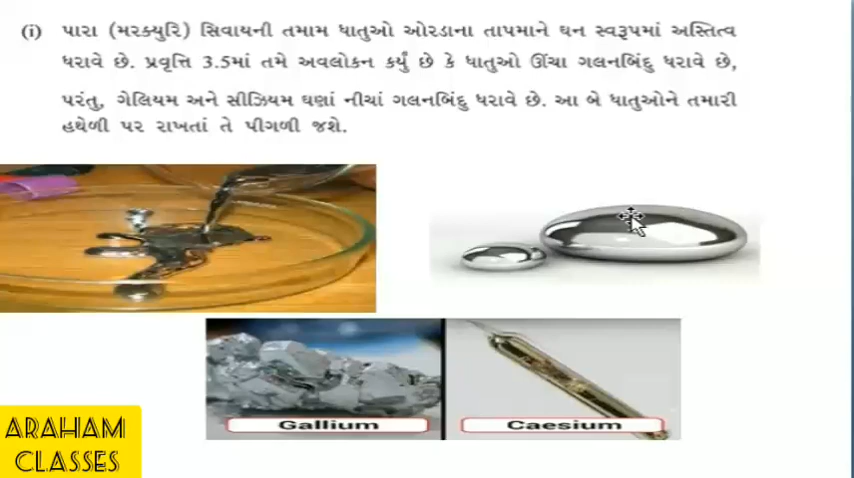 (i) પારા (મરક્યુરિ) સિવાયની તમામ ધાતુઓ ઓરડાના તાપમાને ઘન સ્વરૂપમાં અસ્તિત્વ
ધરાવે છે. પ્રવૃત્તિ 3.5માં તમે અવલોકન કર્યું છે કે ધાતુઓ ઊંચા ગલનબિંદુ ધરાવે છે,
પરંતુ, ગેલિયમ અને સીઝિયમ ઘણાં નીચાં ગલનબિંદુ ધરાવે છે. આ બે ધાતુઓને તમારી
હથેળી પર રાખતાં તે પીગળી જશે.
Gallium
Caesium
ARAHAM
CLASSES